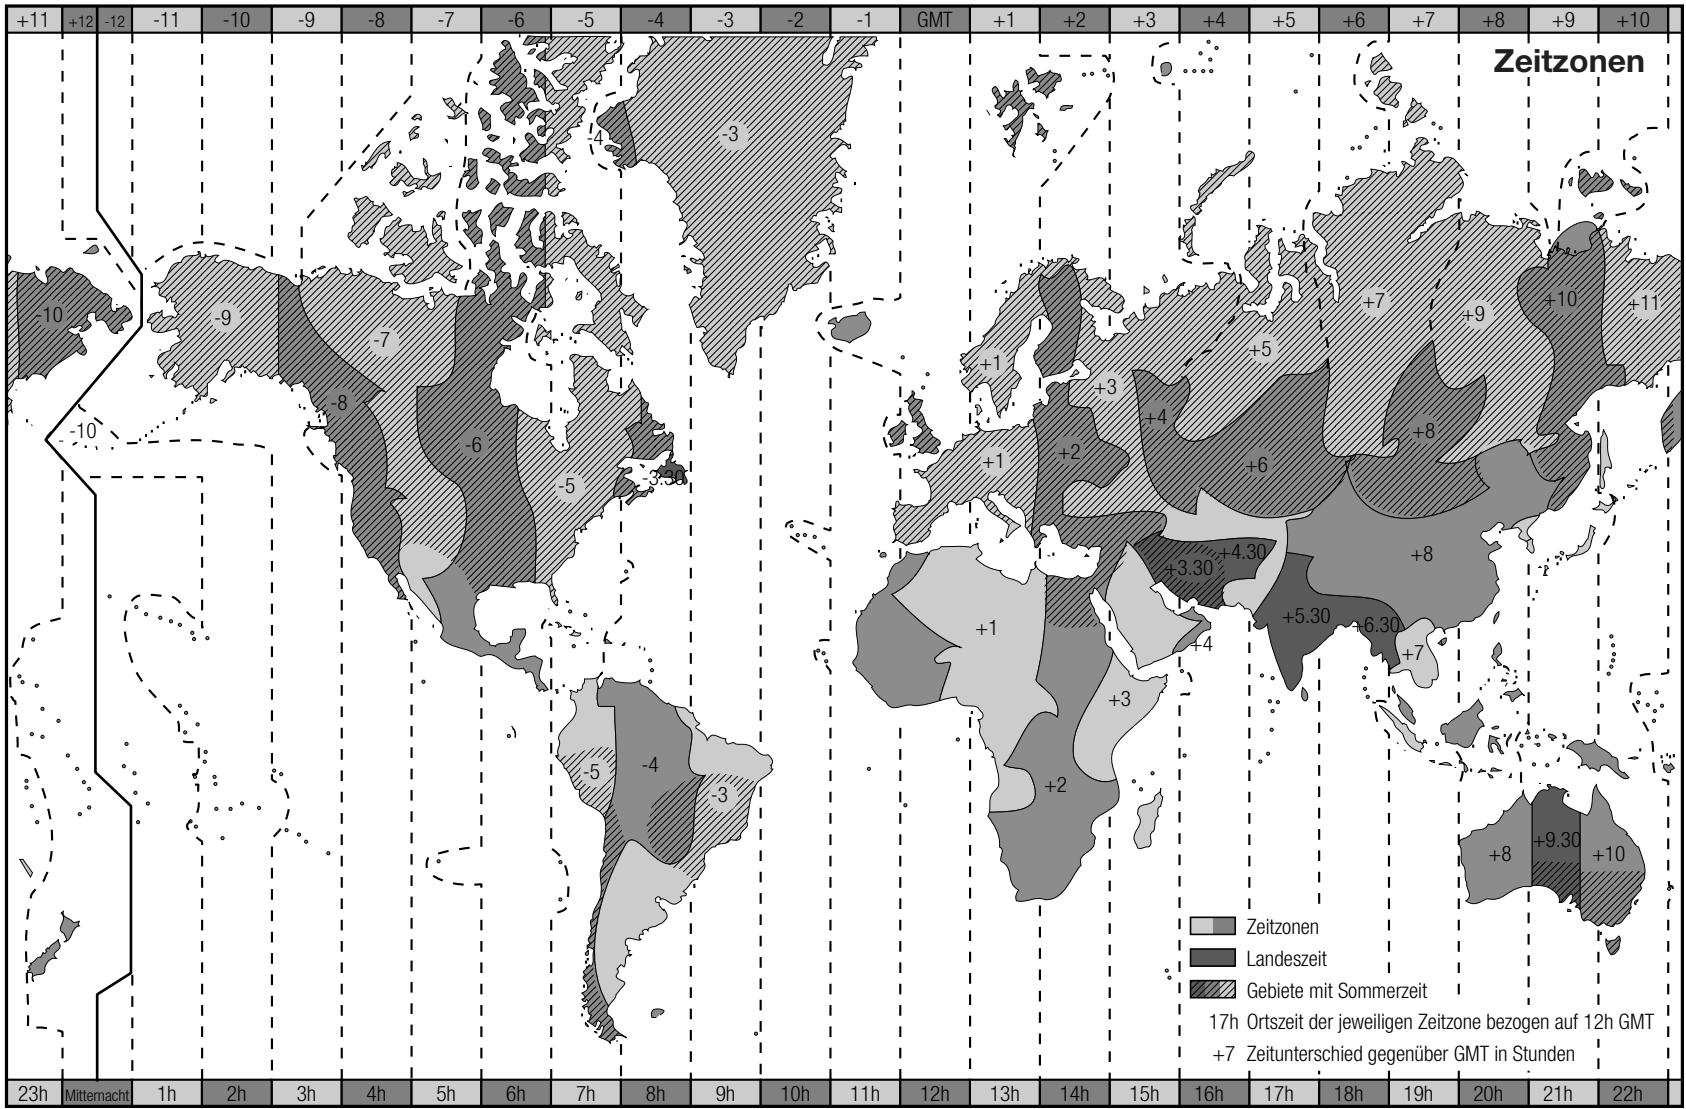 +11 +12 -12 -11 -10 -9 -8 -7 -6 -5 -4 -3 -2 -1 GMT +1 +2 +3 +4 +5 +6 +7 +8 +9 +10
Zeitzonen
-4 -3
-10 -9 -7 +1 +3 +5 +7 +9 +10 +11
-8 -10 -6 -5 -3.30 +1 +2 +4 +6 +8
+3.30 +4.30 +8
+1 +5.30 +6.30
+4 +7
+3
-5 -4 -3 +2
+8 +9.30 +10
Zeitzonen
Landeszeit
Gebiete mit Sommerzeit
17h Ortszeit der jeweiligen Zeitzone bezogen auf 12h GMT
+7 Zeitunterschied gegenüber GMT in Stunden
23h Mitternacht 1h 2h 3h 4h 5h 6h 7h 8h 9h 10h 11h 12h 13h 14h 15h 16h 17h 18h 19h 20h 21h 22h